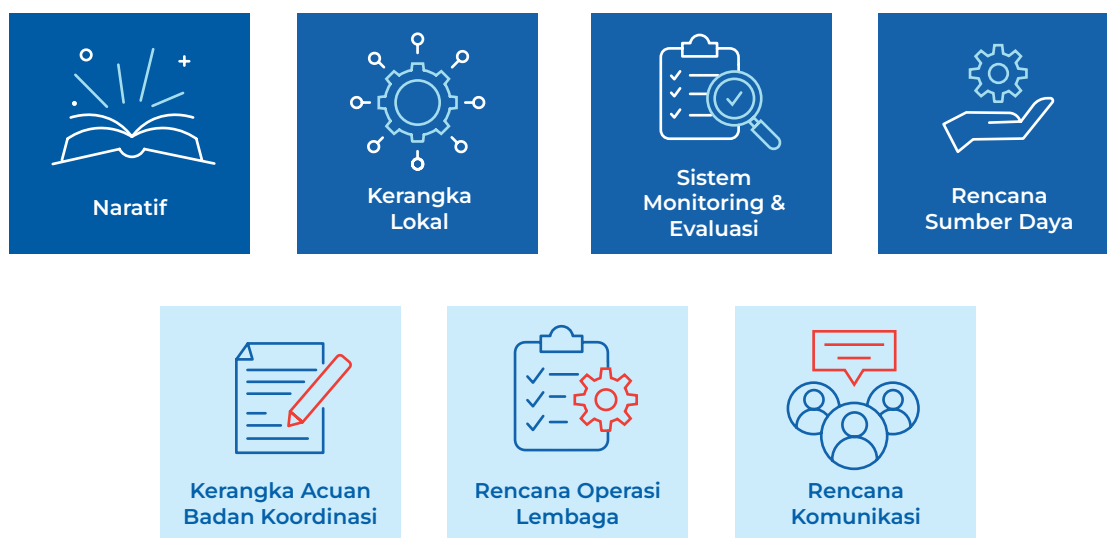 Naratif
Kerangka
Lokal
Sistem
Monitoring &
Evaluasi
Rencana
Sumber Daya
Kerangka Acuan
Badan Koordinasi
Rencana Operasi
Lembaga
Rencana
Komunikasi